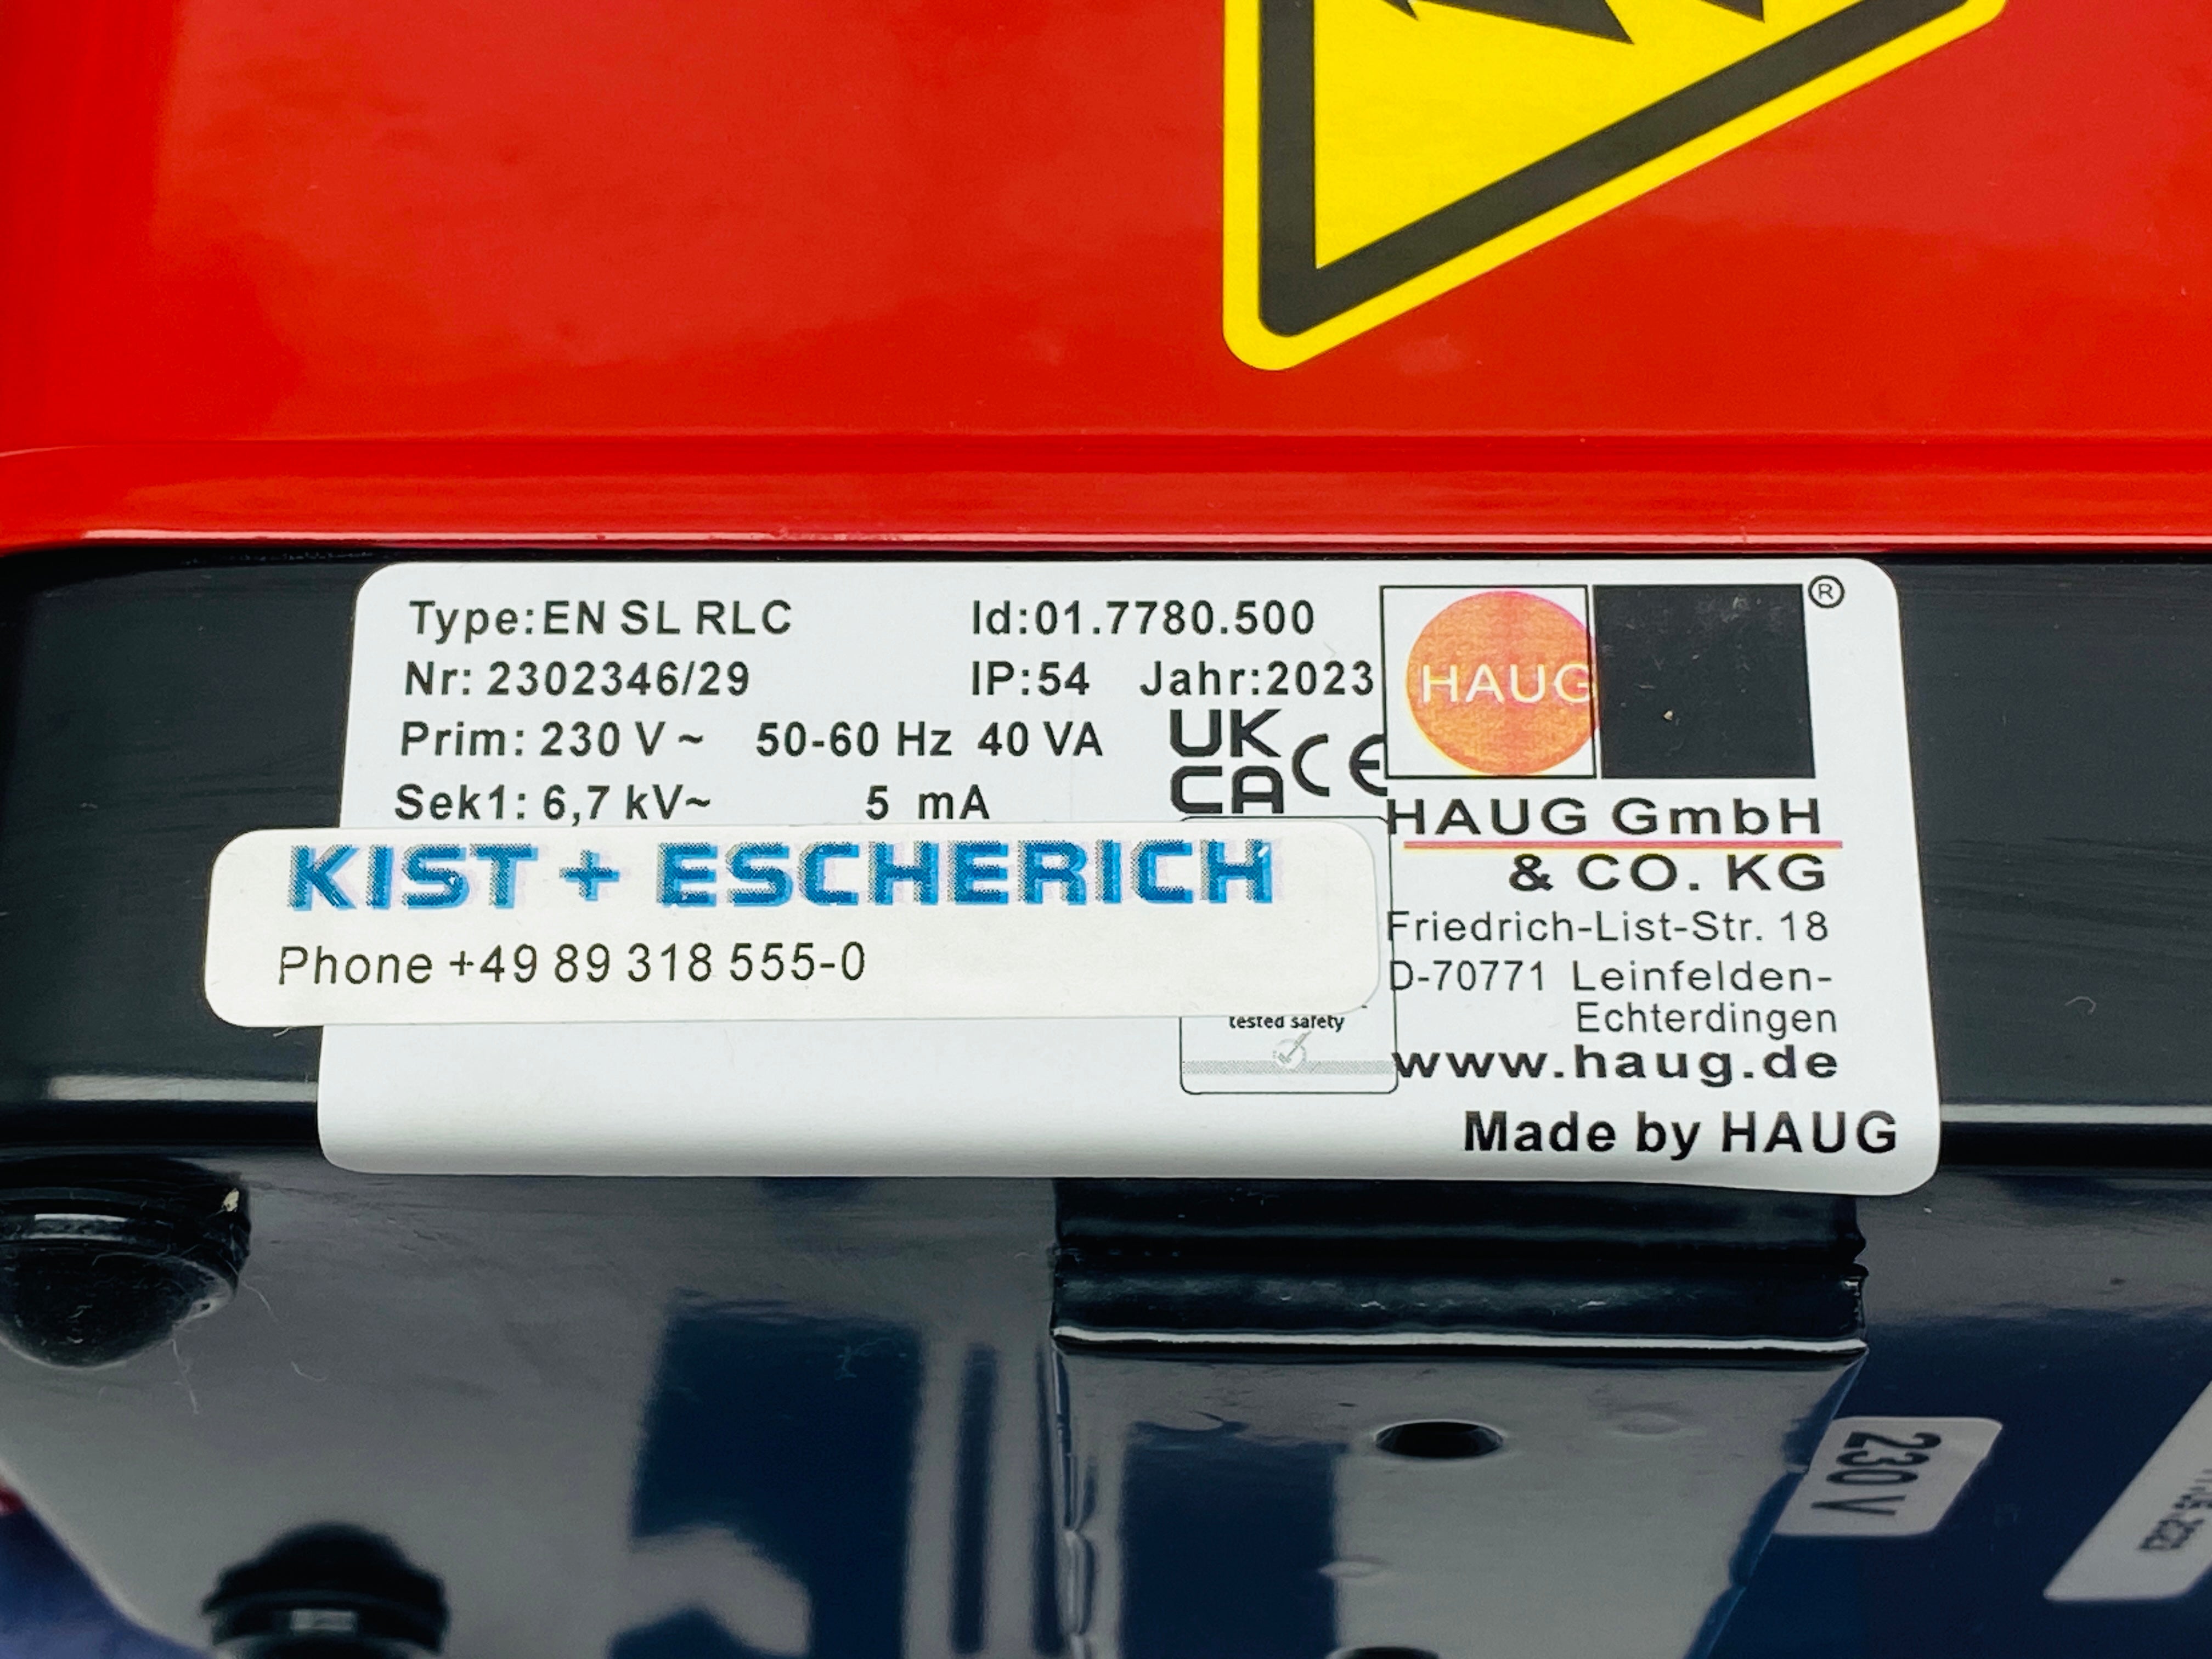 Type:EN SL RLC Id:01.7780.500
Nr: 2302346/29 IP:54 Jahr:2023
Prim: 230 V ~ 50-60 Hz 40 VA
Sek1: 6,7 kV~ 5 mA
UK
CA
CE
HAUG
®
HAUG GmbH
& CO. KG
Friedrich-List-Str. 18
D-70771 Leinfelden-
Echterdingen
www.haug.de
Made by HAUG
KIST + ESCHERICH
Phone +49 89 318 555-0
tested safety
230 V